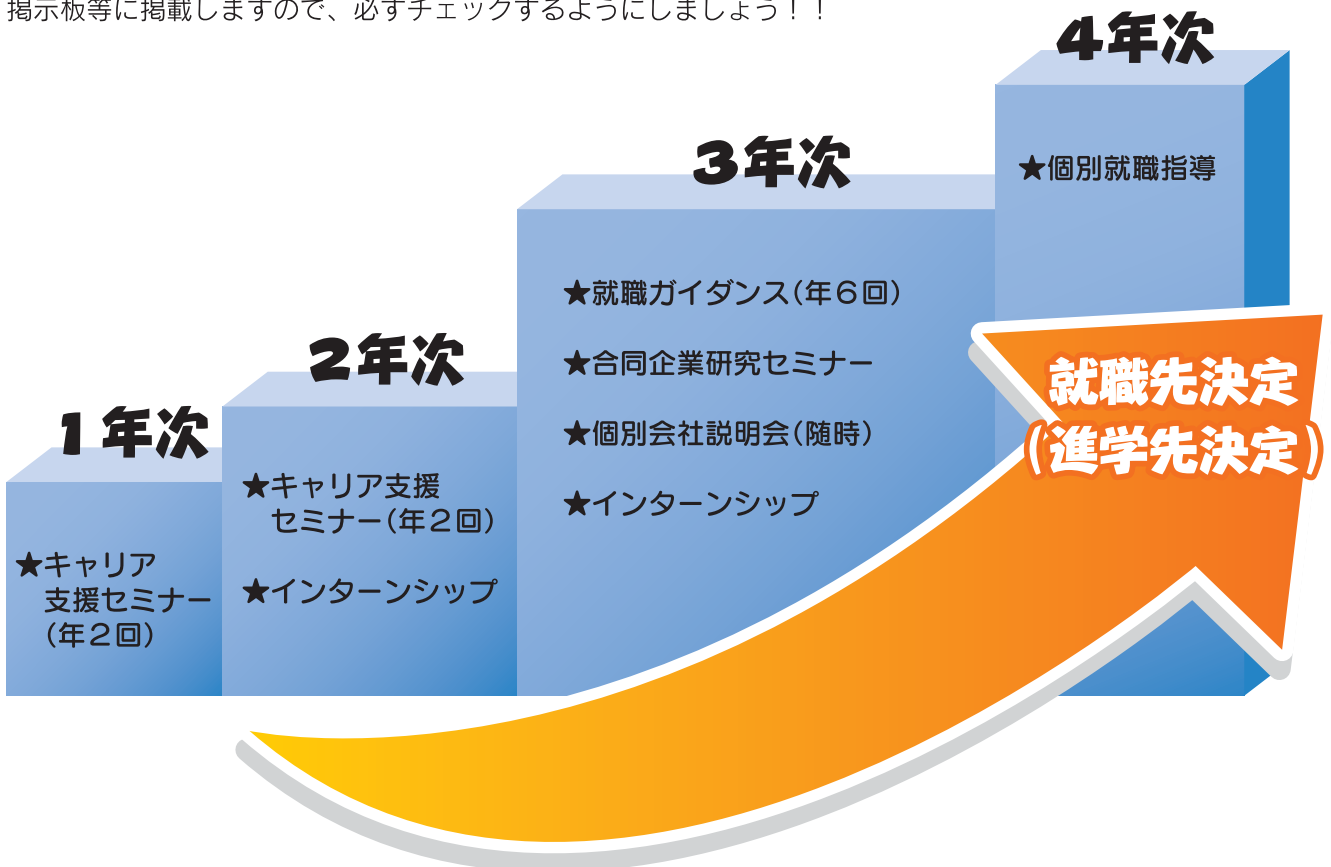 掲示板等に掲載しますので、必ずチェックするようにしましょう！！
4年次
★個別就職指導
3年次
★就職ガイダンス(年６回)
★合同企業研究セミナー
★個別会社説明会(随時)
★インターンシップ
2年次
★キャリア支援
セミナー(年２回)
★インターンシップ
1年次
★キャリア
支援セミナー
(年２回)
就職先決定
(進学先決定)